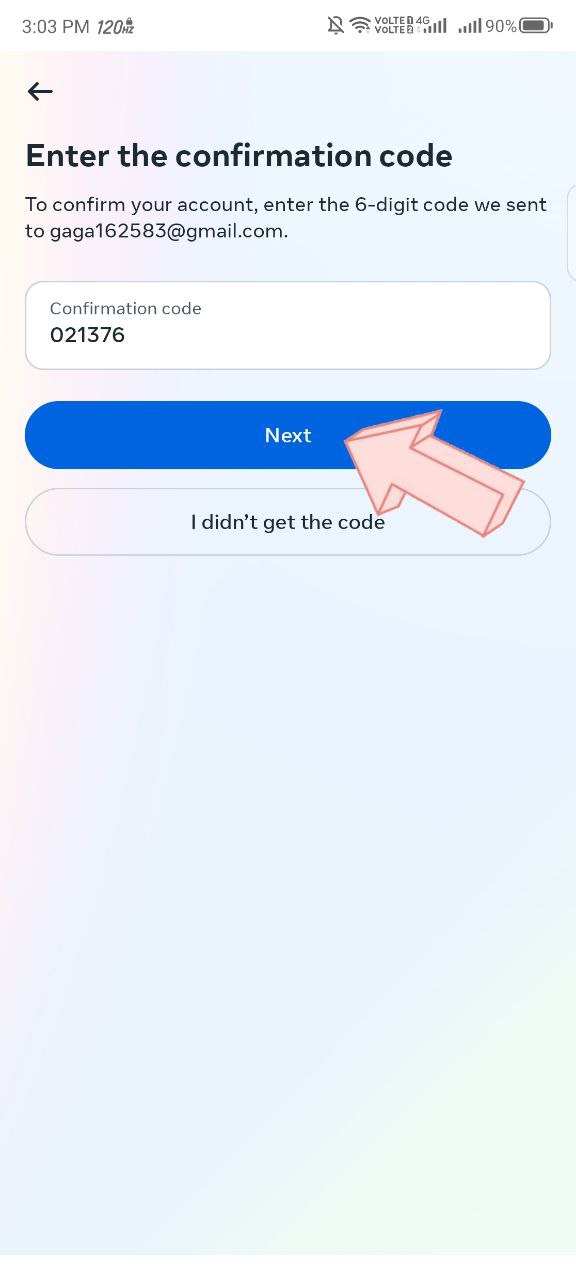 3:03 PM 120Hz VOLTE 1 4G VOLTE 2 90%
Enter the confirmation code
To confirm your account, enter the 6-digit code we sent
to gaga162583@gmail.com.
Confirmation code
021376
Next
I didn’t get the code